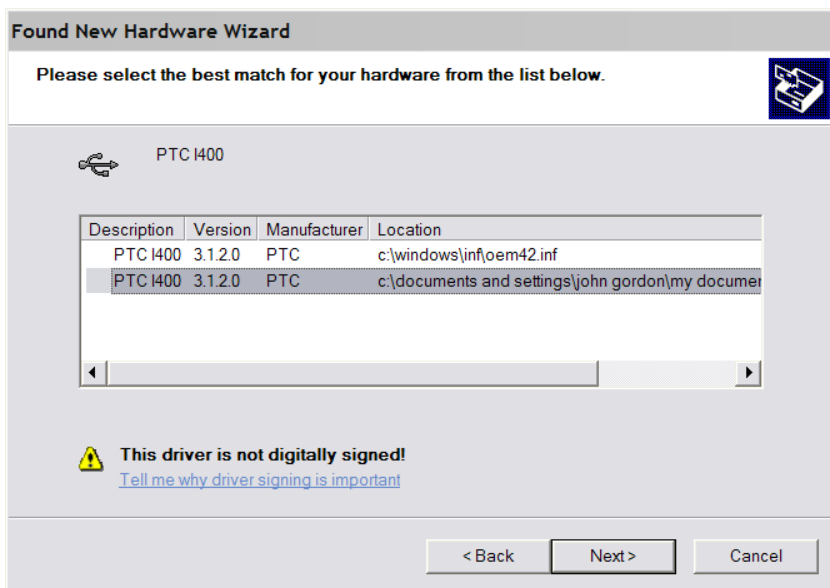 Found New Hardware Wizard
Please select the best match for your hardware from the list below.
PTC I400
Description Version Manufacturer Location
PTC I400 3.1.2.0 PTC c:\windows\inf\oem42.inf
PTC I400 3.1.2.0 PTC c:\documents and settings\john gordon\my documen
This driver is not digitally signed!
Tell me why driver signing is important
< Back Next > Cancel